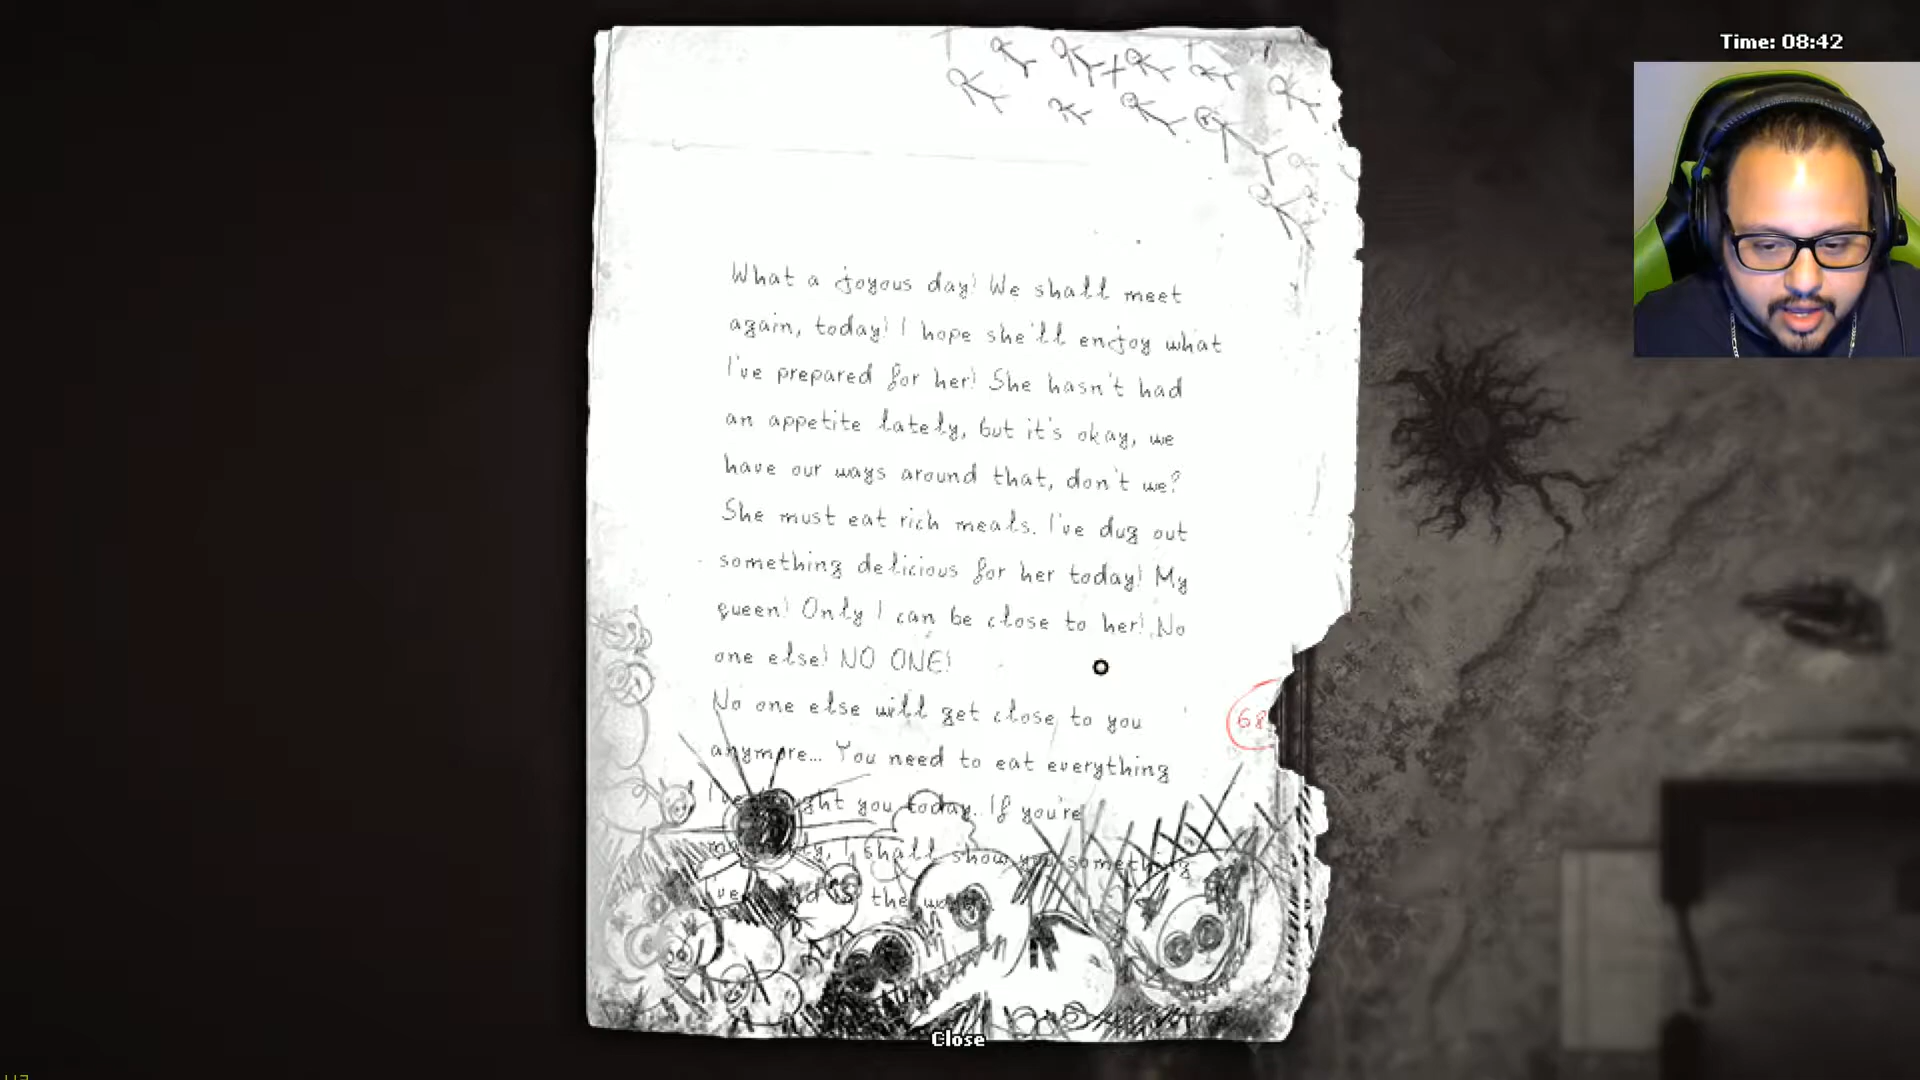 Time: 08:42
What a joyous day! We shall meet
again, today! I hope she'll enjoy what
I've prepared for her! She hasn't had
an appetite lately, but it's okay, we
have our ways around that, don't we?
She must eat rich meals. I've dug out
something delicious for her today! My
queen! Only I can be close to her! No
one else! NO ONE!
No one else will get close to you
anymore... You need to eat everything
you today. If you're
I shall show you something
the
68
Close